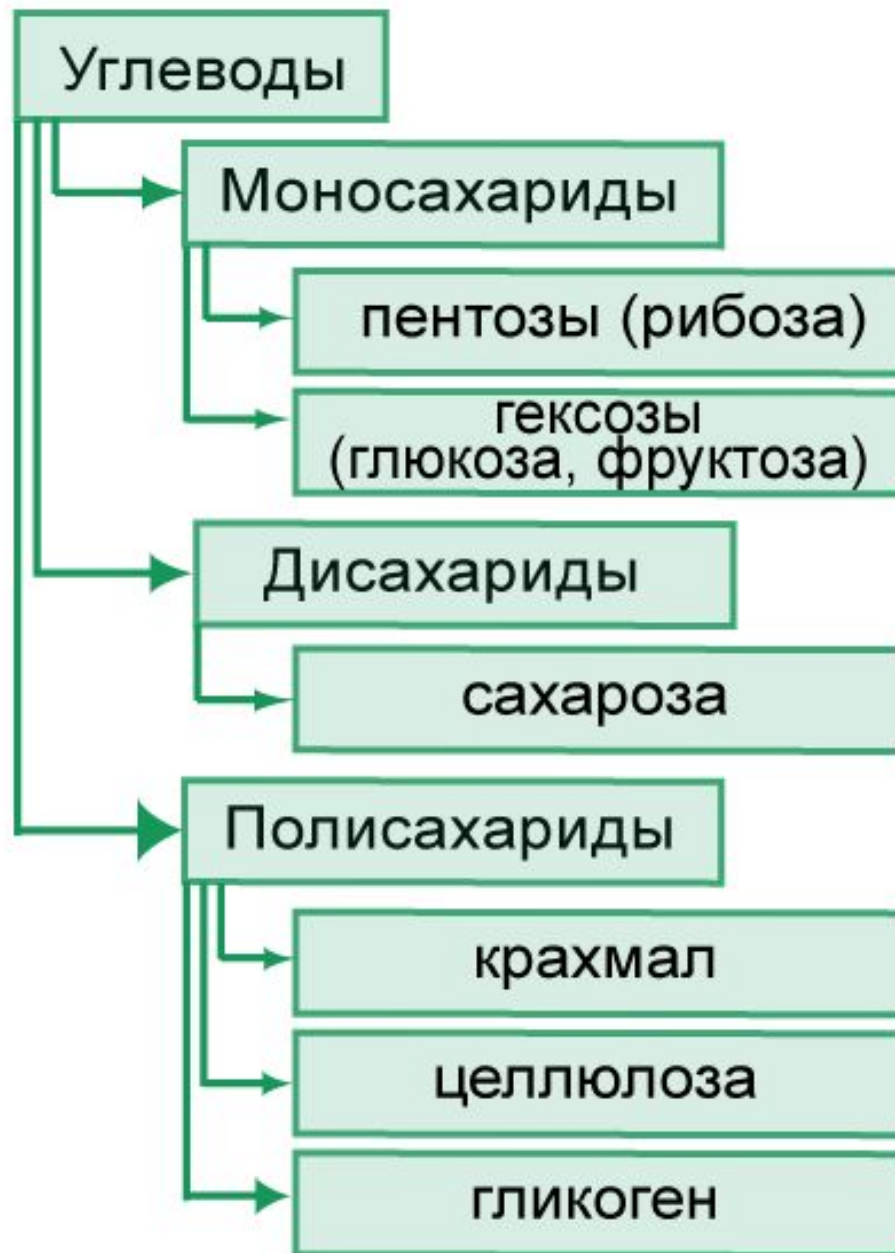 Углеводы
Моносахариды
пентозы (рибоза)
гексозы
(глюкоза, фруктоза)
Дисахариды
сахароза
Полисахариды
крахмал
целлюлоза
гликоген